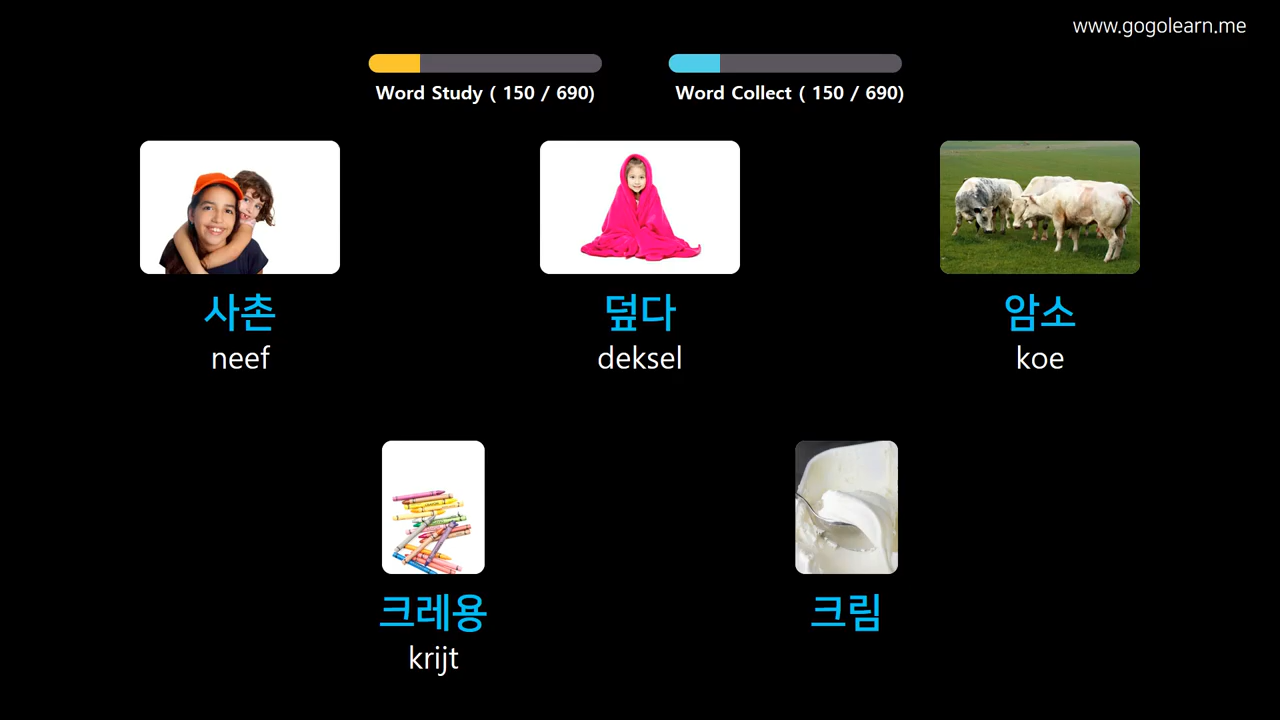 www.gogolearn.me
Word Study ( 150 / 690)
Word Collect ( 150 / 690)
사촌
neef
덮다
deksel
암소
koe
크레용
krijt
크림